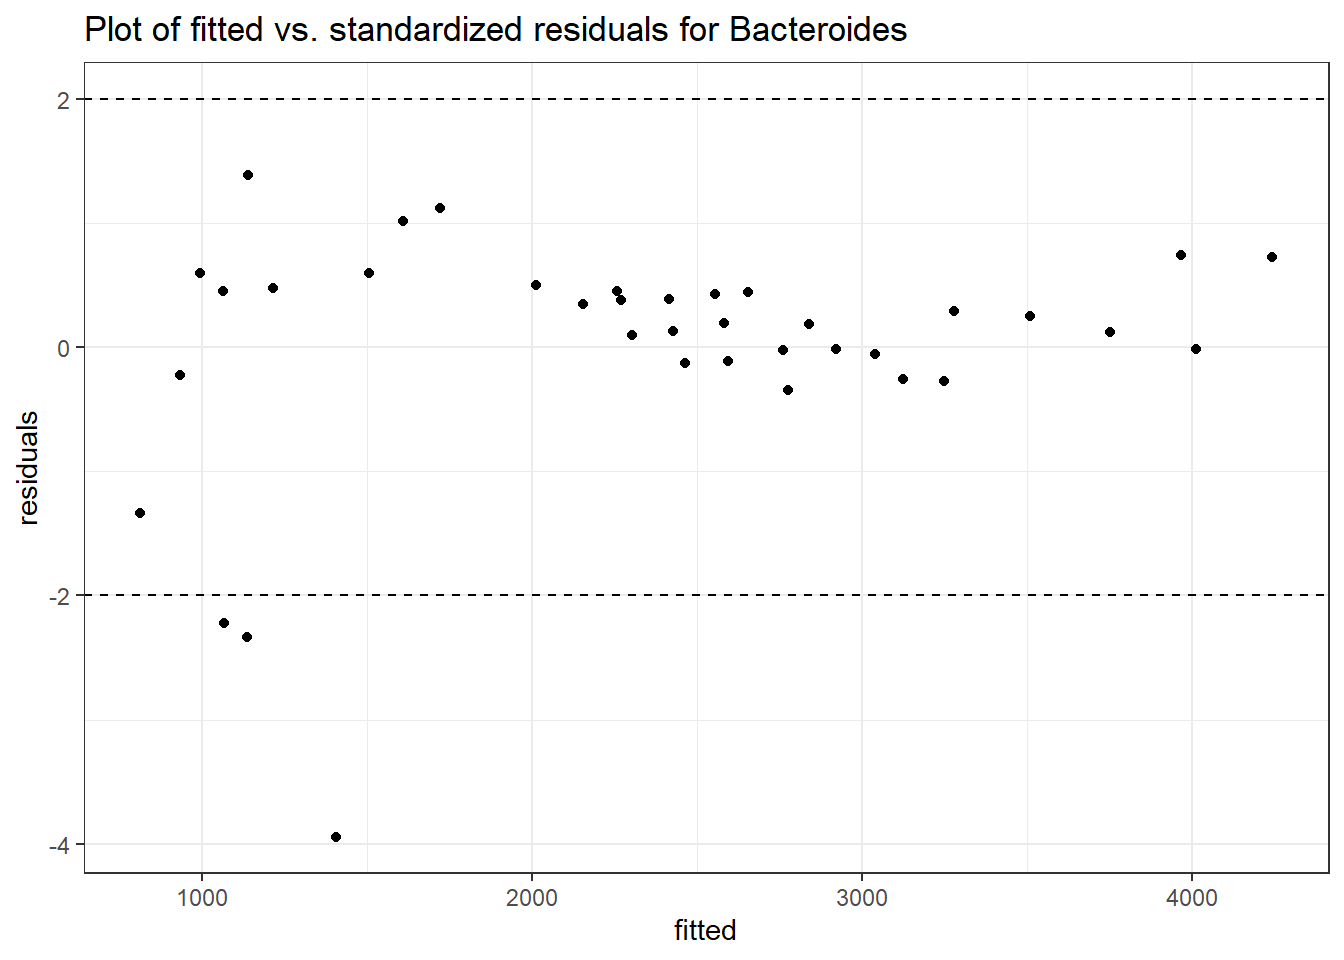 Plot of fitted vs. standardized residuals for Bacteroides
2
0
-2
-4
residuals
1000 2000 3000 4000
fitted